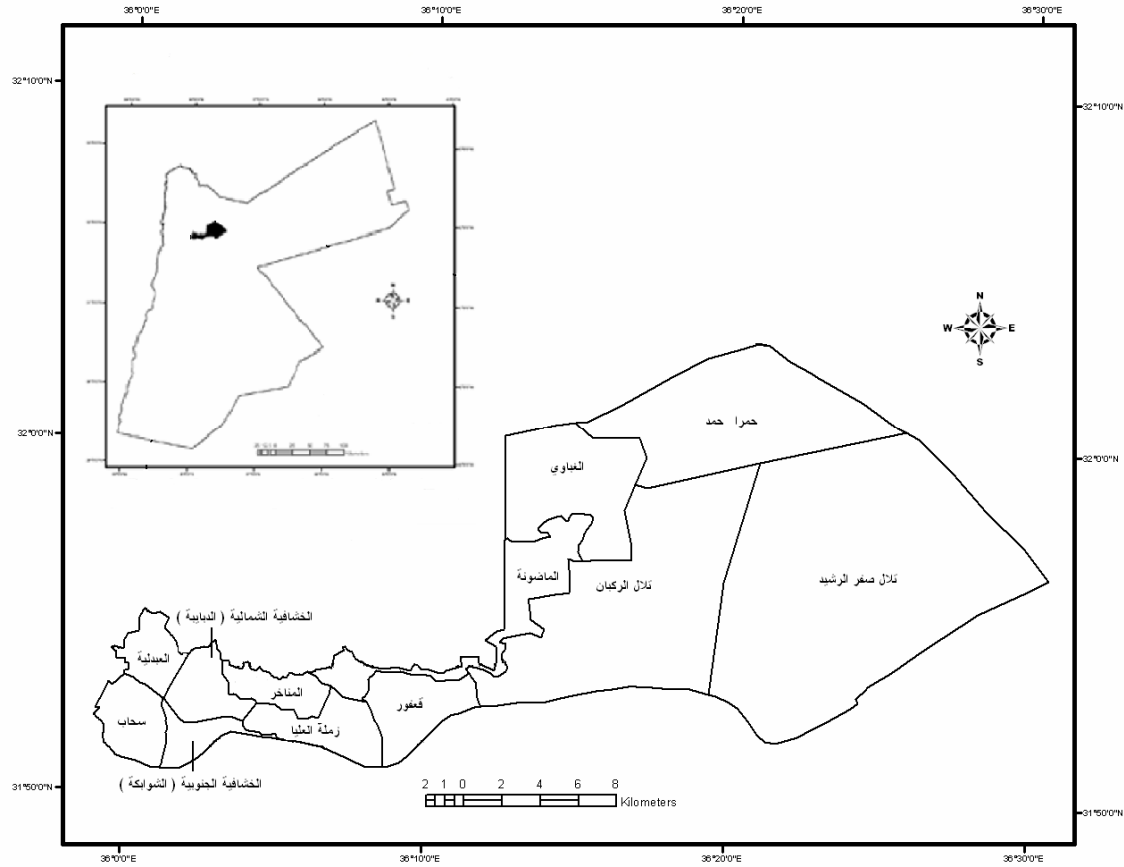 36°0'0"E
36°10'0"E
36°20'0"E
36°30'0"E
32°10'0"N
32°10'0"N
N
W
E
S
حمرا حمد
32°0'0"N
32°0'0"N
الغباوي
الماضونة
تلال الركبان
تلال صفر الرشيد
الخشافية الشمالية ( الدبايبة )
العبدلية
المناخر
قعفور
سحاب
زملة العليا
الخشافية الجنوبية ( الشوابكة )
31°50'0"N
31°50'0"N
2 1 0 2 4 6 8
Kilometers
36°0'0"E
36°10'0"E
36°20'0"E
36°30'0"E